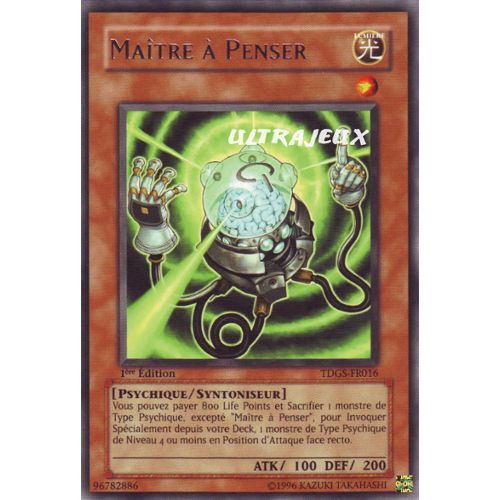 MAÎTRE À PENSER
LUMIÈRE
光
ULTRAJEUX
1ère Édition
TDGS-FR016
[PSYCHIQUE/SYNTONISEUR]
Vous pouvez payer 800 Life Points et Sacrifier 1 monstre
de Type Psychique, excepté "Maître à Penser", pour Invoquer
Spécialement depuis votre Deck, 1 monstre de Type Psychique
de Niveau 4 ou moins en Position d'Attaque face recto.
ATK/ 100 DEF/ 200
96782886
©1996 KAZUKI TAKAHASHI